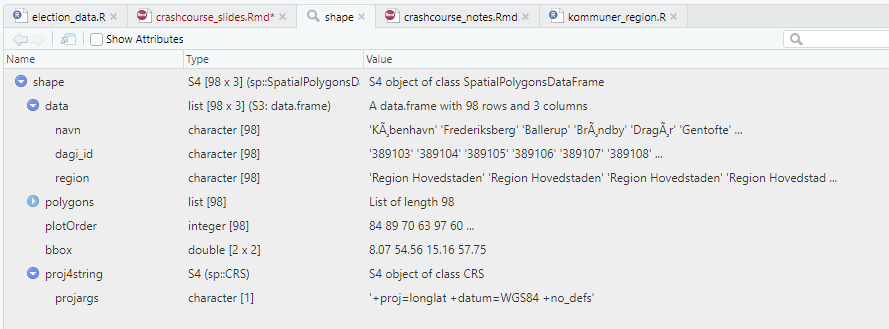 election_data.R crashcourse_slides.Rmd* shape crashcourse_notes.Rmd kommuner_region.R
Show Attributes
Name Type Value
shape S4 [98 x 3] (sp::SpatialPolygonsDa S4 object of class SpatialPolygonsDataFrame
data list [98 x 3] (S3: data.frame) A data.frame with 98 rows and 3 columns
navn character [98] 'KÃ¸benhavn' 'Frederiksberg' 'Ballerup' 'BrÃ¸ndby' 'DragÃ¸r' 'Gentofte' ...
dagi_id character [98] '389103' '389104' '389105' '389106' '389107' '389108' ...
region character [98] 'Region Hovedstaden' 'Region Hovedstaden' 'Region Hovedstaden' 'Region Hovedstad ...
polygons list [98] List of length 98
plotOrder integer [98] 84 89 70 63 97 60 ...
bbox double [2 x 2] 8.07 54.56 15.16 57.75
proj4string S4 (sp::CRS) S4 object of class CRS
projargs character [1] '+proj=longlat +datum=WGS84 +no_defs'